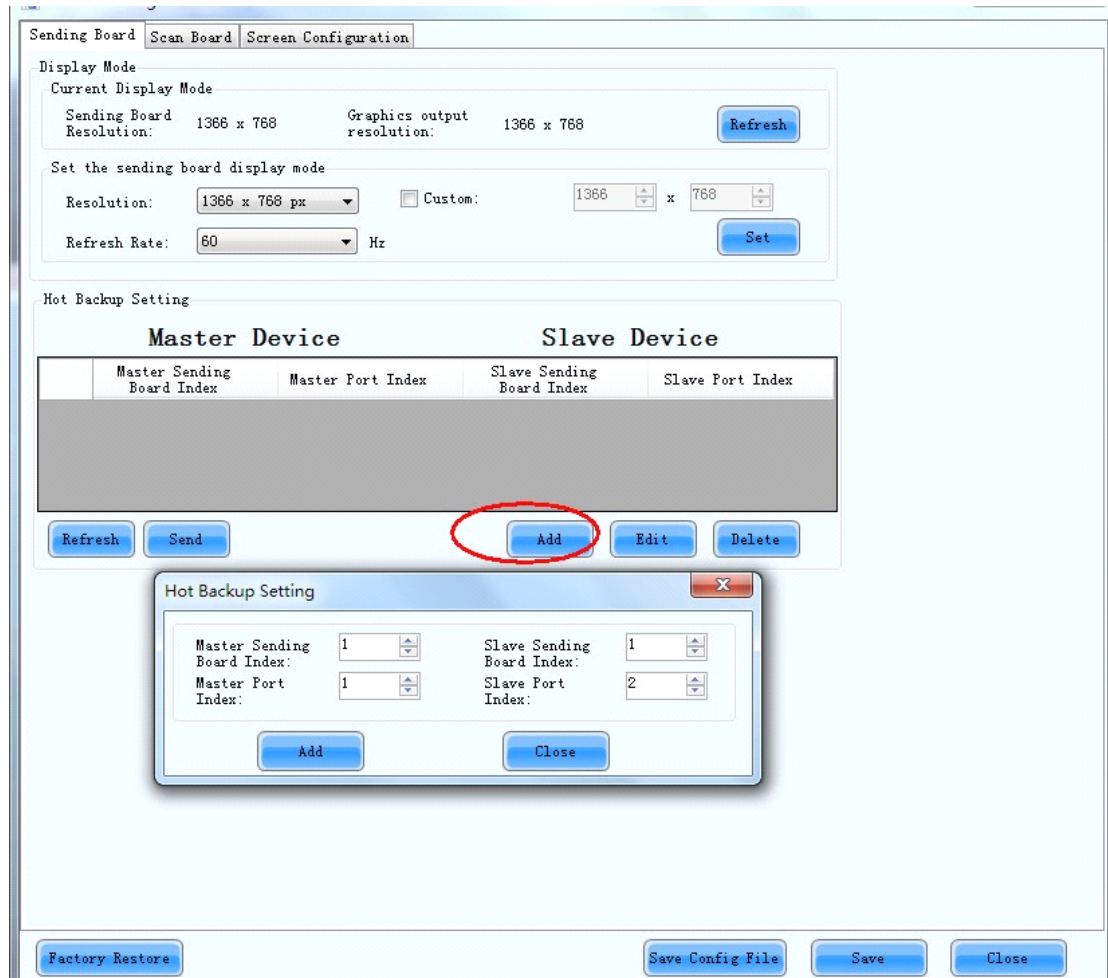 Sending Board Scan Board Screen Configuration
Display Mode
Current Display Mode
Sending Board Resolution: 1366 x 768 Graphics output resolution: 1366 x 768 Refresh
Set the sending board display mode
Resolution: 1366 x 768 px Custom: 1366 x 768
Refresh Rate: 60 Hz Set
Hot Backup Setting
Master Device Slave Device
Master Sending Board Index Master Port Index Slave Sending Board Index Slave Port Index
Refresh Send Add Edit Delete
Hot Backup Setting
Master Sending Board Index: 1 Slave Sending Board Index: 1
Master Port Index: 1 Slave Port Index: 2
Add Close
Factory Restore Save Config File Save Close